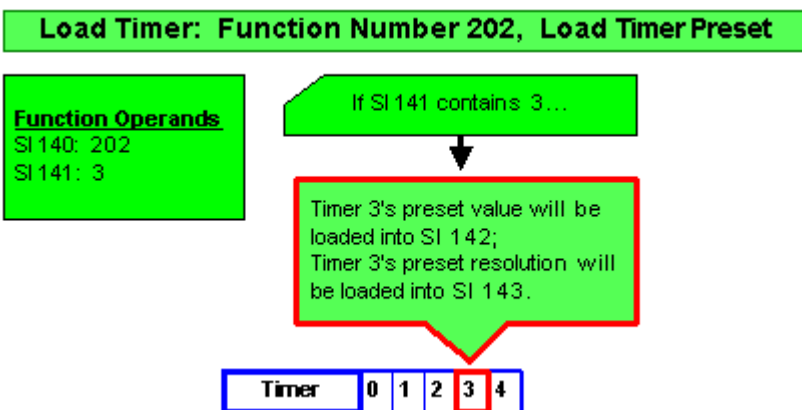 Load Timer: Function Number 202, Load Timer Preset
Function Operands
SI 140: 202
SI 141: 3
If SI 141 contains 3...
Timer 3's preset value will be
loaded into SI 142;
Timer 3's preset resolution will
be loaded into SI 143.
Timer 0 1 2 3 4